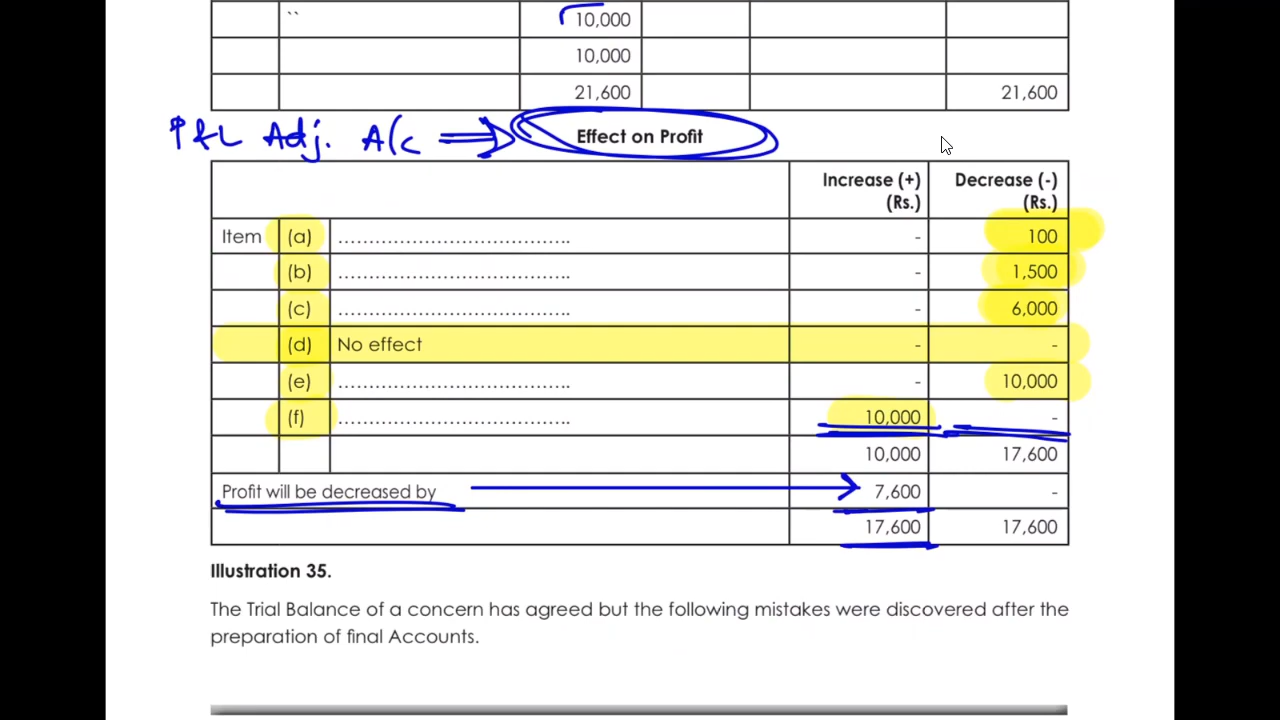 `` 10,000
10,000
21,600 21,600
P&L Adj. A/c ⇒ Effect on Profit
Increase (+) (Rs.) Decrease (-) (Rs.)
Item (a) ………………………………. - 100
(b) ………………………………. - 1,500
(c) ………………………………. - 6,000
(d) No effect - -
(e) ………………………………. - 10,000
(f) ………………………………. 10,000 -
10,000 17,600
Profit will be decreased by 7,600 -
17,600 17,600
Illustration 35.
The Trial Balance of a concern has agreed but the following mistakes were discovered after the
preparation of final Accounts.